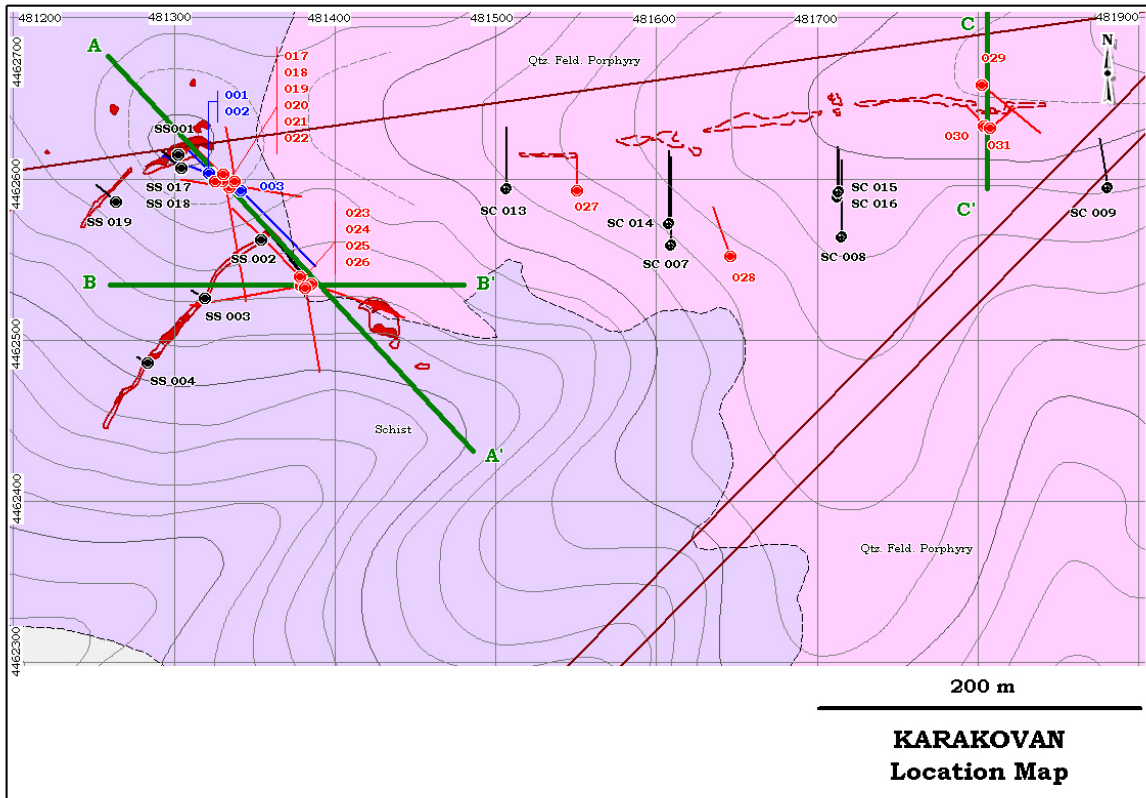 481200
481300
481400
481500
481600
481700
481900
4462700
4462600
4462500
4462400
4462300
A
C
N
017
018
019
020
021
022
001
002
SS001
Qtz. Feld. Porphyry
029
030
031
003
SS 017
SS 018
SS 019
SS 002
023
024
025
026
SC 013
027
SC 014
SC 007
028
SC 015
SC 016
SC 008
SC 009
C'
B
B'
SS 003
SS 004
Schist
A'
Qtz. Feld. Porphyry
200 m
KARAKOVAN
Location Map